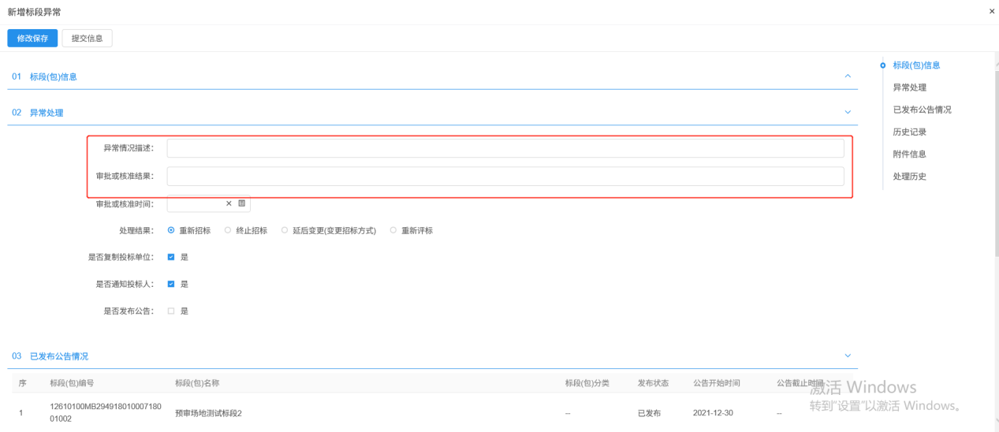 新增标段异常
修改保存 提交信息
01 标段(包)信息
02 异常处理
异常情况描述:
审批或核准结果:
审批或核准时间:
处理结果: 重新招标 终止招标 延后变更(变更招标方式) 重新评标
是否复制投标单位: 是
是否通知投标人: 是
是否发布公告: 是
03 已发布公告情况
序 标段(包)编号 标段(包)名称 标段(包)分类 发布状态 公告开始时间 公告截止时间
1 12610100MB294918010007180
01002 预审场地测试标段2 -- 已发布 2021-12-30 --
标段(包)信息
异常处理
已发布公告情况
历史记录
附件信息
处理历史
激活 Windows
转到“设置”以激活 Windows。